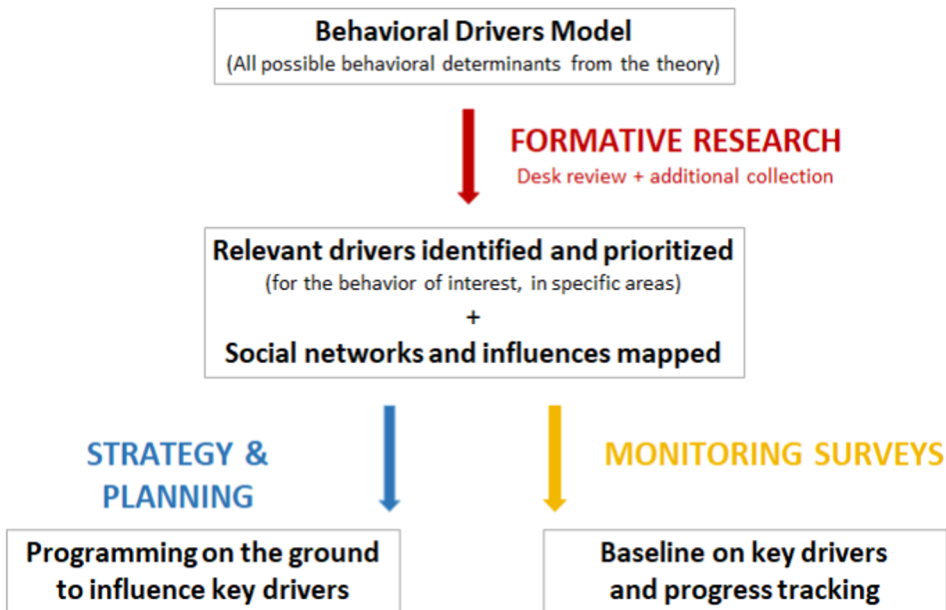 Behavioral Drivers Model
(All possible behavioral determinants from the theory)
FORMATIVE RESEARCH
Desk review + additional collection
Relevant drivers identified and prioritized
(for the behavior of interest, in specific areas)
+
Social networks and influences mapped
STRATEGY &
PLANNING
MONITORING SURVEYS
Programming on the ground
to influence key drivers
Baseline on key drivers
and progress tracking